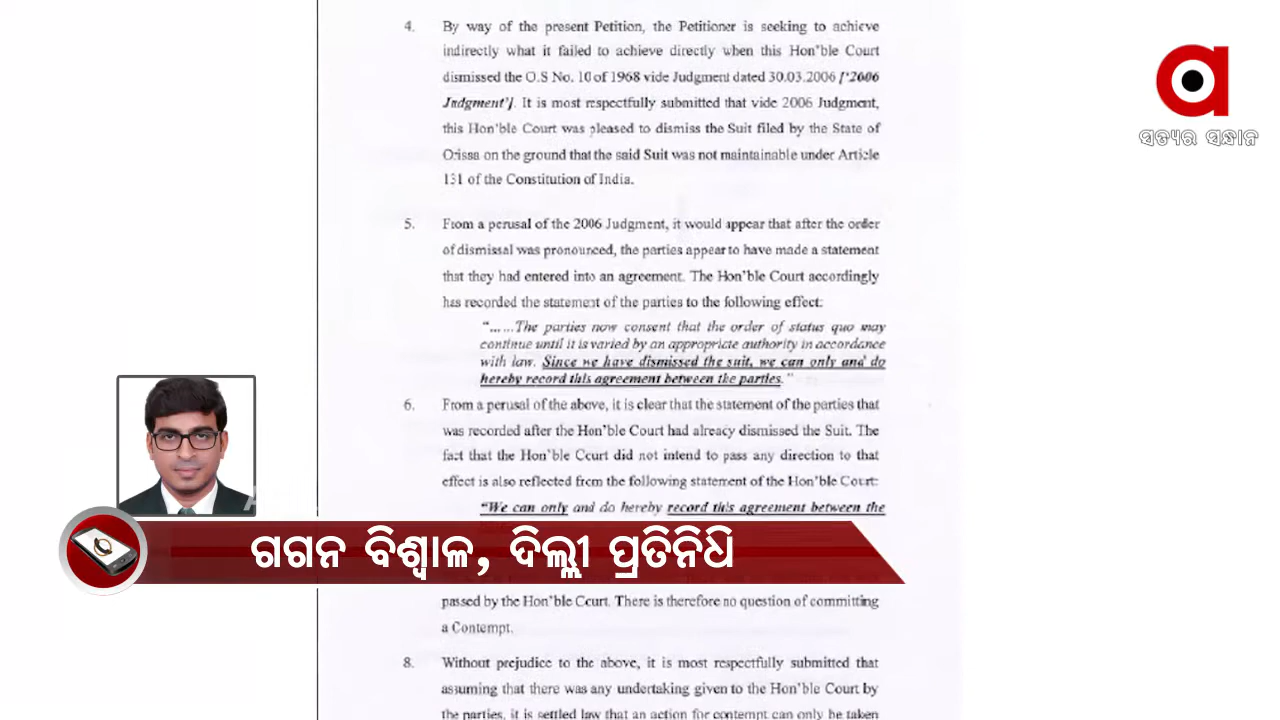 4. By way of the present Petition, the Petitioner is seeking to achieve
indirectly what it failed to achieve directly when this Hon'ble Court
dismissed the O.S No. 10 of 1968 vide Judgment dated 30.03.2006 ['2006
Judgment']. It is most respectfully submitted that vide 2006 Judgment,
this Hon'ble Court was pleased to dismiss the Suit filed by the State of
Orissa on the ground that the said Suit was not maintainable under Article
131 of the Constitution of India.
ସତ୍ୟର ସନ୍ଧାନ
5. From a perusal of the 2006 Judgment, it would appear that after the order
of dismissal was pronounced, the parties appear to have made a statement
that they had entered into an agreement. The Hon'ble Court accordingly
has recorded the statement of the parties to the following effect:
"......The parties now consent that the order of status quo may
continue until it is varied by an appropriate authority in accordance
with law. Since we have dismissed the suit, we can only and do
hereby record this agreement between the parties."
6. From a perusal of the above, it is clear that the statement of the parties that
was recorded after the Hon'ble Court had already dismissed the Suit. The
fact that the Hon'ble Court did not intend to pass any direction to that
effect is also reflected from the following statement of the Hon'ble Court:
"We can only and do hereby record this agreement between the
ଗଗନ ବିଶ୍ୱାଳ, ଦିଲ୍ଲୀ ପ୍ରତିନିଧି
passed by the Hon'ble Court. There is therefore no question of committing
a Contempt.
8. Without prejudice to the above, it is most respectfully submitted that
assuming that there was any undertaking given to the Hon'ble Court by
the parties, it is settled law that an action for contempt can only be taken